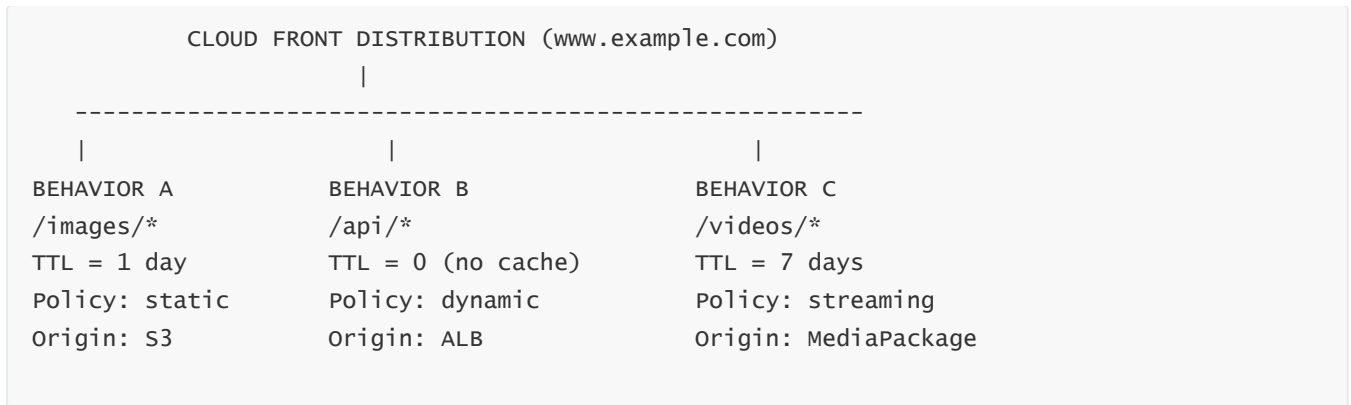 CLOUD FRONT DISTRIBUTION (www.example.com)
|
--------------------------------------------------------
| | |
BEHAVIOR A BEHAVIOR B BEHAVIOR C
/images/* /api/* /videos/*
TTL = 1 day TTL = 0 (no cache) TTL = 7 days
Policy: static Policy: dynamic Policy: streaming
Origin: S3 Origin: ALB Origin: MediaPackage